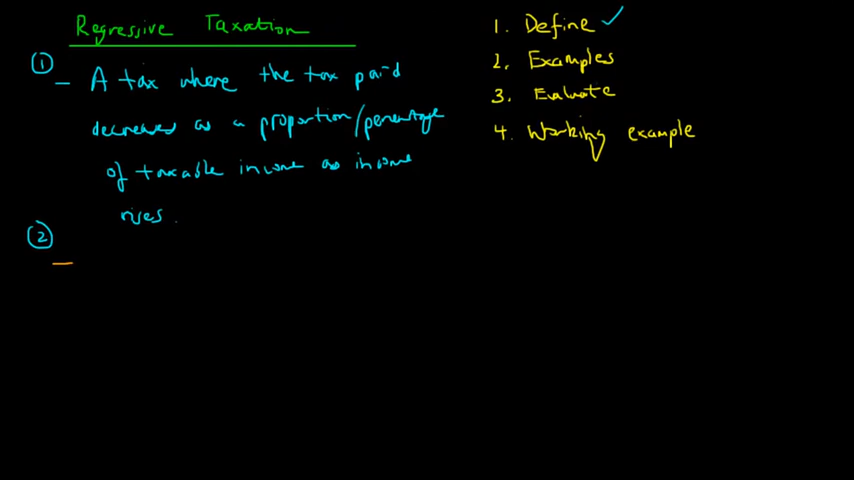 Regressive Taxation
① - A tax where the tax paid
decreases as a proportion/percentage
of taxable income as income
rises.
②
-
1. Define ✓
2. Examples
3. Evaluate
4. Working example